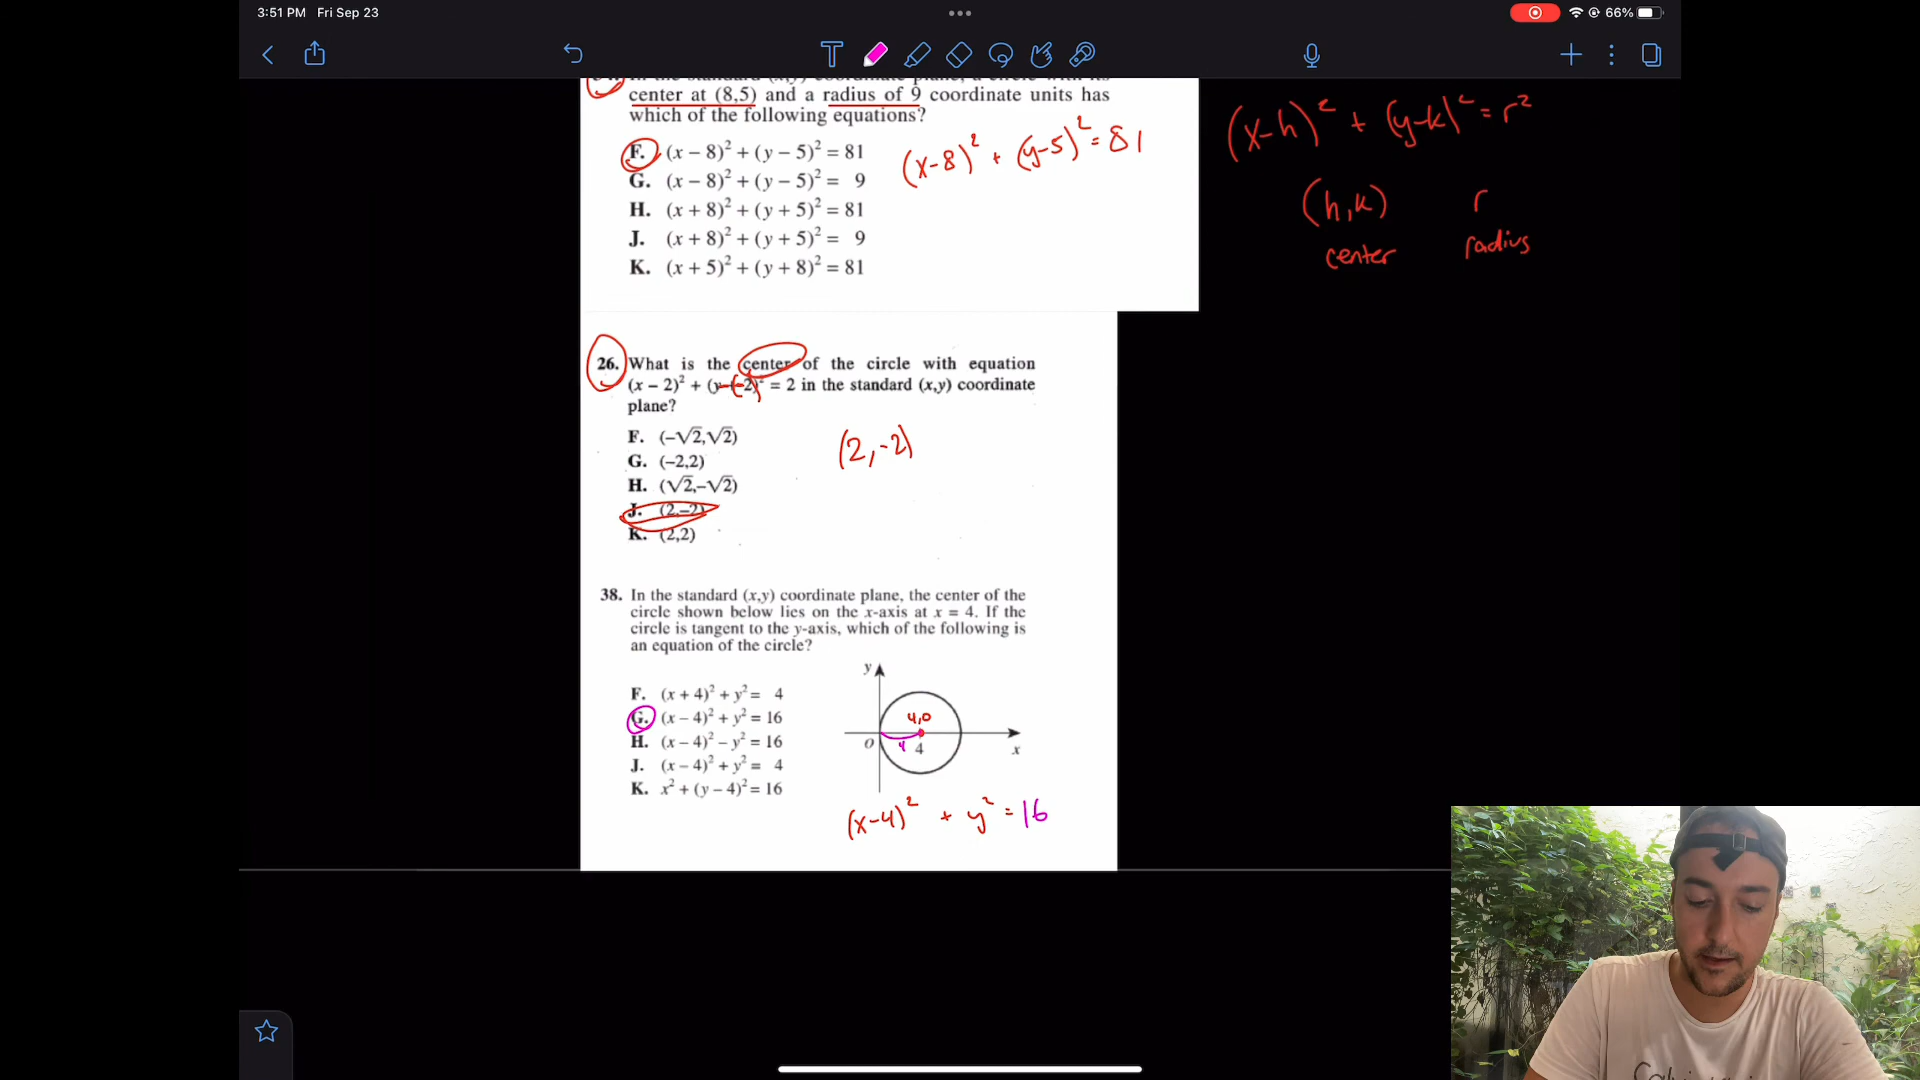 3:51 PM Fri Sep 23
66%
center at (8,5) and a radius of 9 coordinate units has
which of the following equations?
F. (x − 8)² + (y − 5)² = 81
G. (x − 8)² + (y − 5)² = 9
H. (x + 8)² + (y + 5)² = 81
J. (x + 8)² + (y + 5)² = 9
K. (x + 5)² + (y + 8)² = 81
(x-8)² + (y-5)² = 81
(x-h)² + (y-k)² = r²
(h,k) r
center radius
26. What is the center of the circle with equation
(x − 2)² + (y-(-2)² = 2 in the standard (x,y) coordinate
plane?
F. (−√2,√2)
G. (−2,2)
H. (√2,−√2)
J. (2,−2)
K. (2,2)
(2,-2)
38. In the standard (x,y) coordinate plane, the center of the
circle shown below lies on the x-axis at x = 4. If the
circle is tangent to the y-axis, which of the following is
an equation of the circle?
F. (x + 4)² + y² = 4
G. (x − 4)² + y² = 16
H. (x − 4)² − y² = 16
J. (x − 4)² + y² = 4
K. x² + (y − 4)² = 16
y
4,0
O 4 4 x
(x-4)² + y² = 16